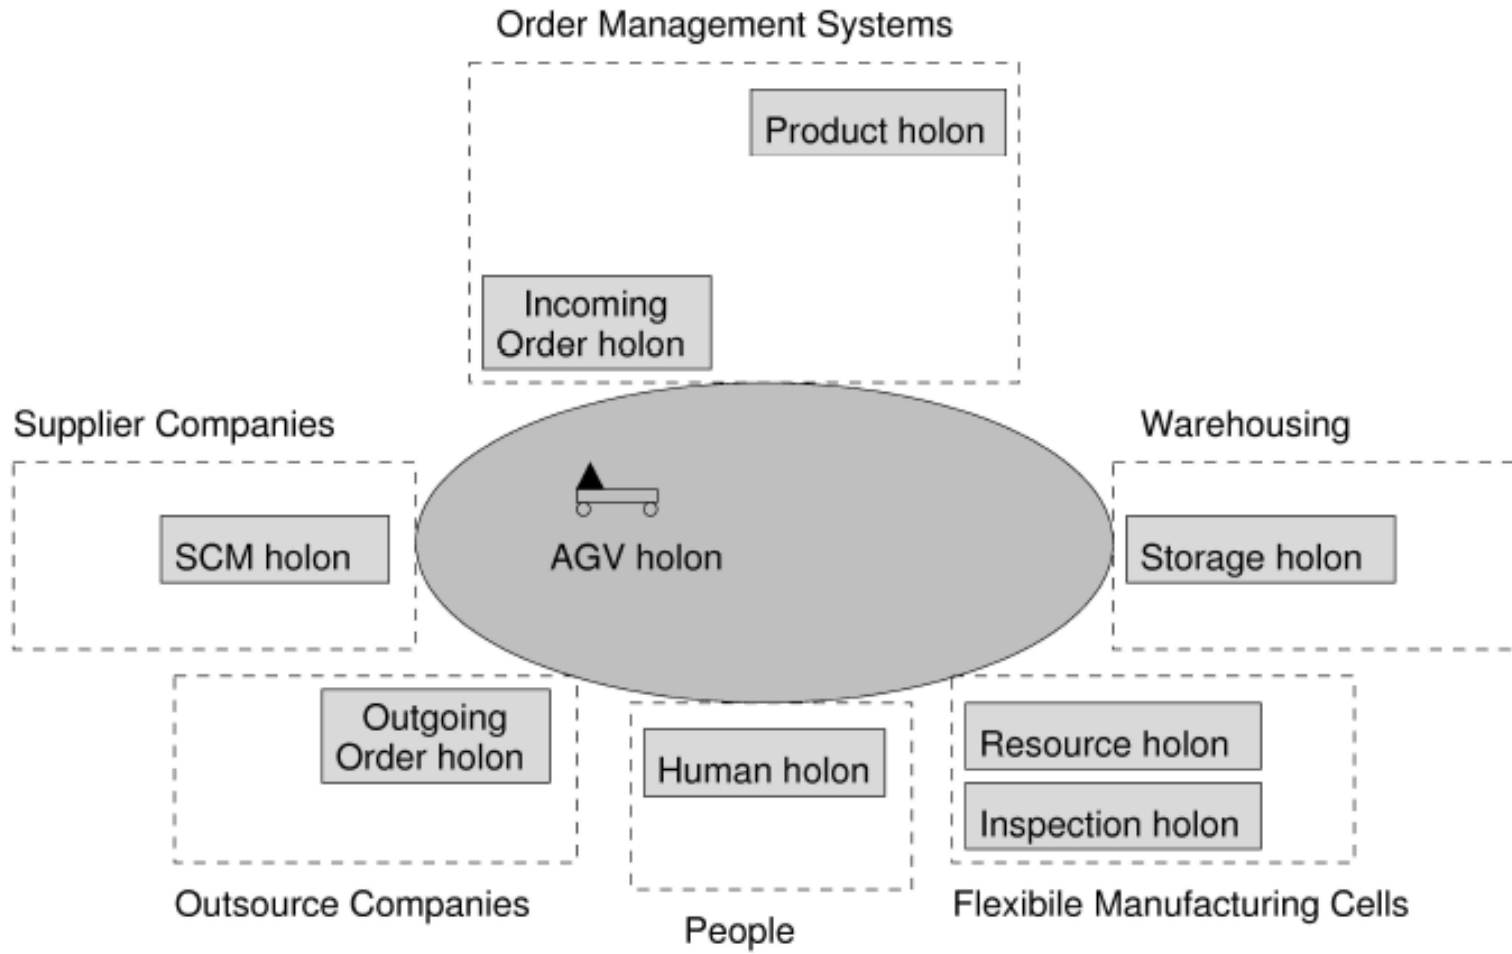 Order Management Systems
Product holon
Incoming
Order holon
Supplier Companies
Warehousing
SCM holon
AGV holon
Storage holon
Outgoing
Order holon
Human holon
Resource holon
Inspection holon
Outsource Companies
People
Flexibile Manufacturing Cells